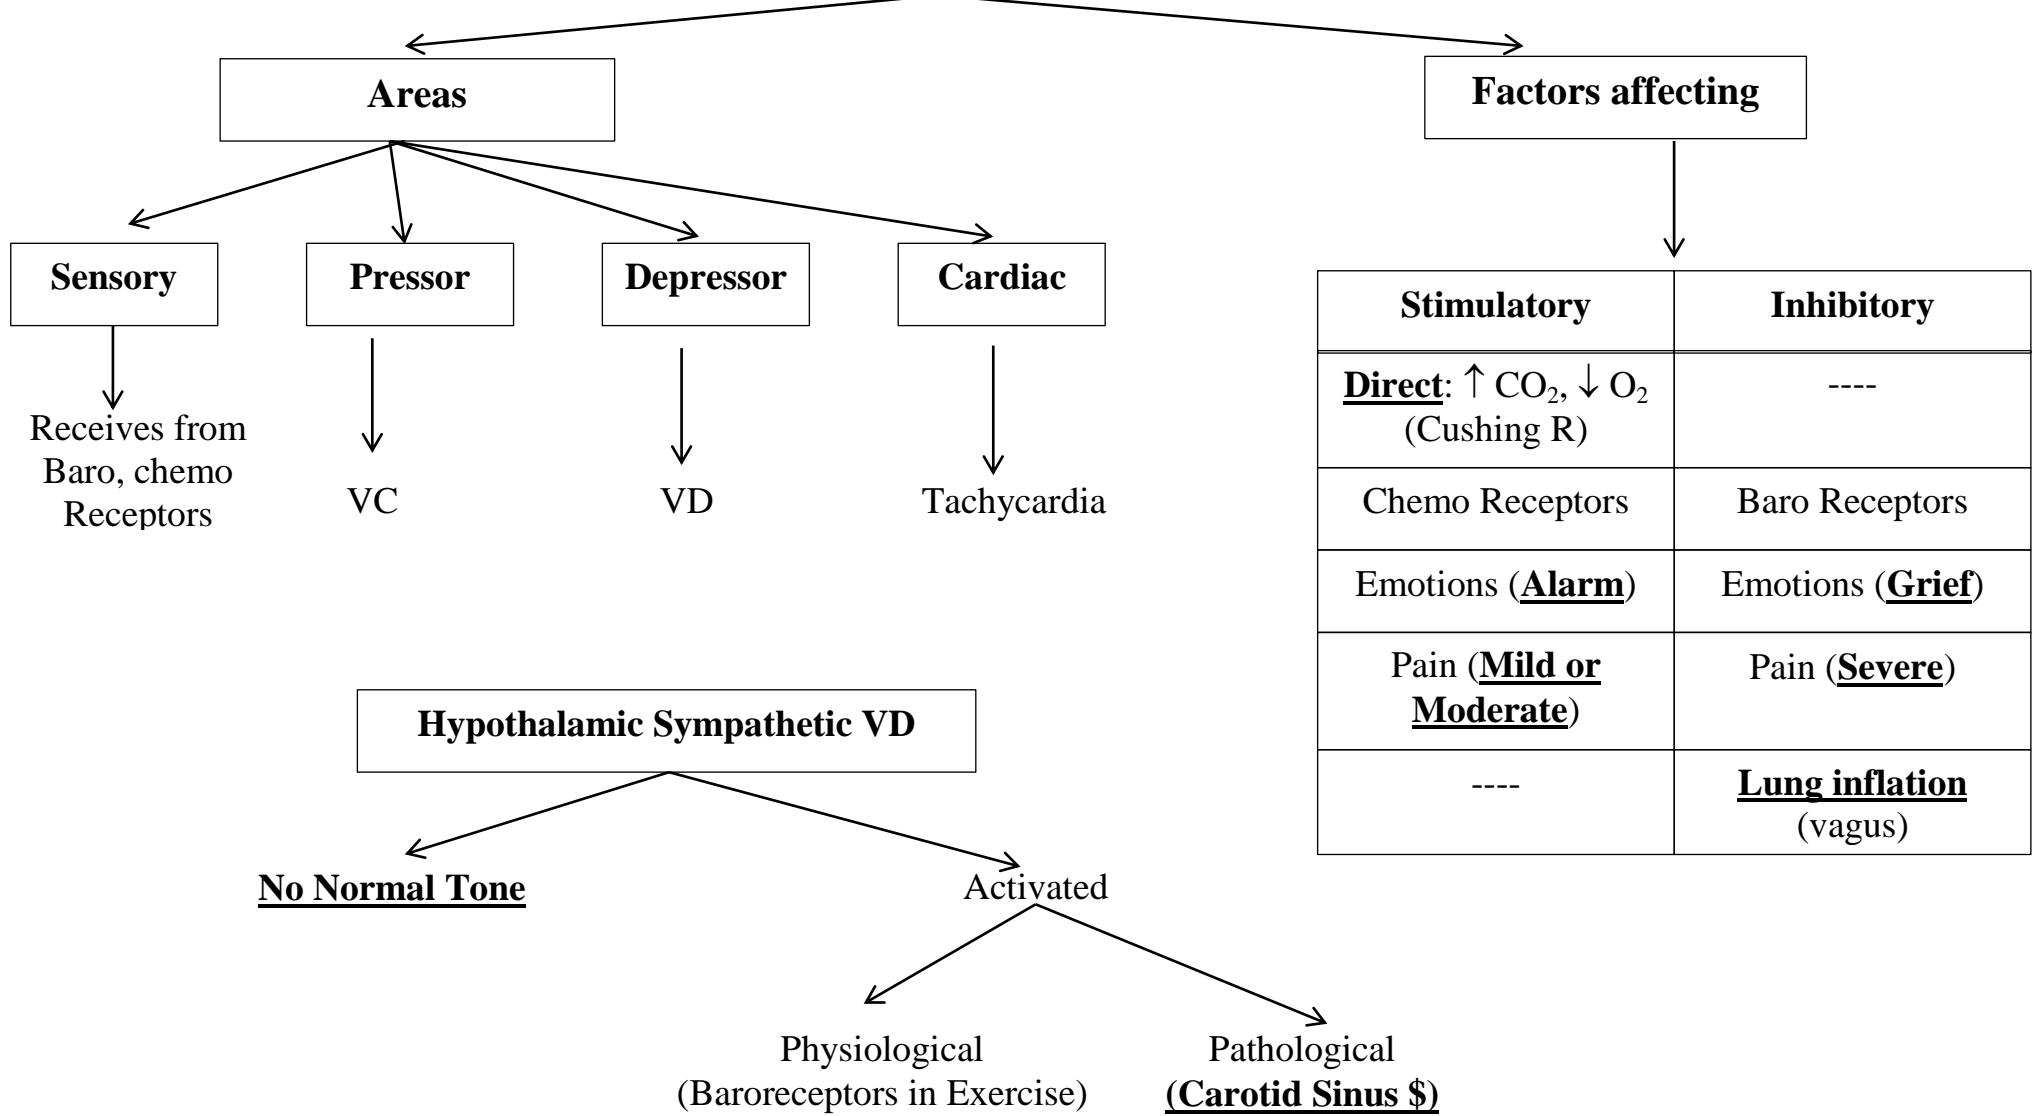 Areas
Factors affecting
Sensory
Pressor
Depressor
Cardiac
Receives from
Baro, chemo
Receptors
VC
VD
Tachycardia
Stimulatory
Inhibitory
Direct: ↑ CO₂, ↓ O₂
(Cushing R)
----
Chemo Receptors
Baro Receptors
Emotions (Alarm)
Emotions (Grief)
Pain (Mild or
Moderate)
Pain (Severe)
----
Lung inflation
(vagus)
Hypothalamic Sympathetic VD
No Normal Tone
Activated
Physiological
(Baroreceptors in Exercise)
Pathological
(Carotid Sinus $)